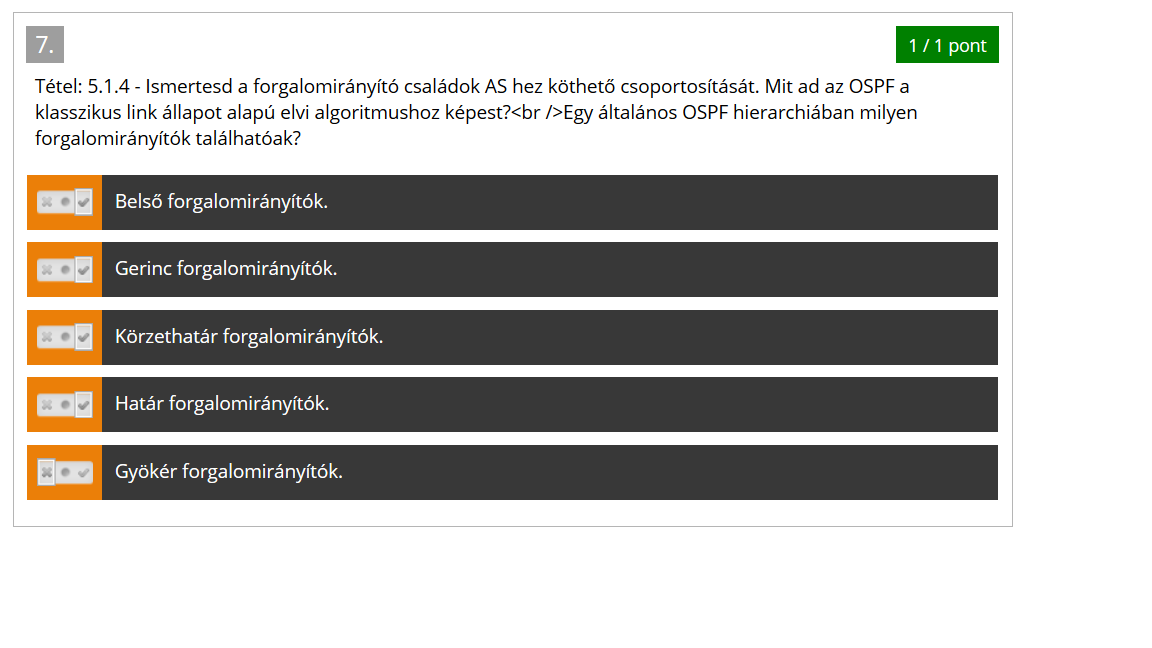 7.
1 / 1 pont
Tétel: 5.1.4 - Ismertesd a forgalomirányító családok AS hez köthető csoportosítását. Mit ad az OSPF a
klasszikus link állapot alapú elvi algoritmushoz képest?<br />Egy általános OSPF hierarchiában milyen
forgalomirányítók találhatóak?
Belső forgalomirányítók.
Gerinc forgalomirányítók.
Körzethatár forgalomirányítók.
Határ forgalomirányítók.
Gyökér forgalomirányítók.